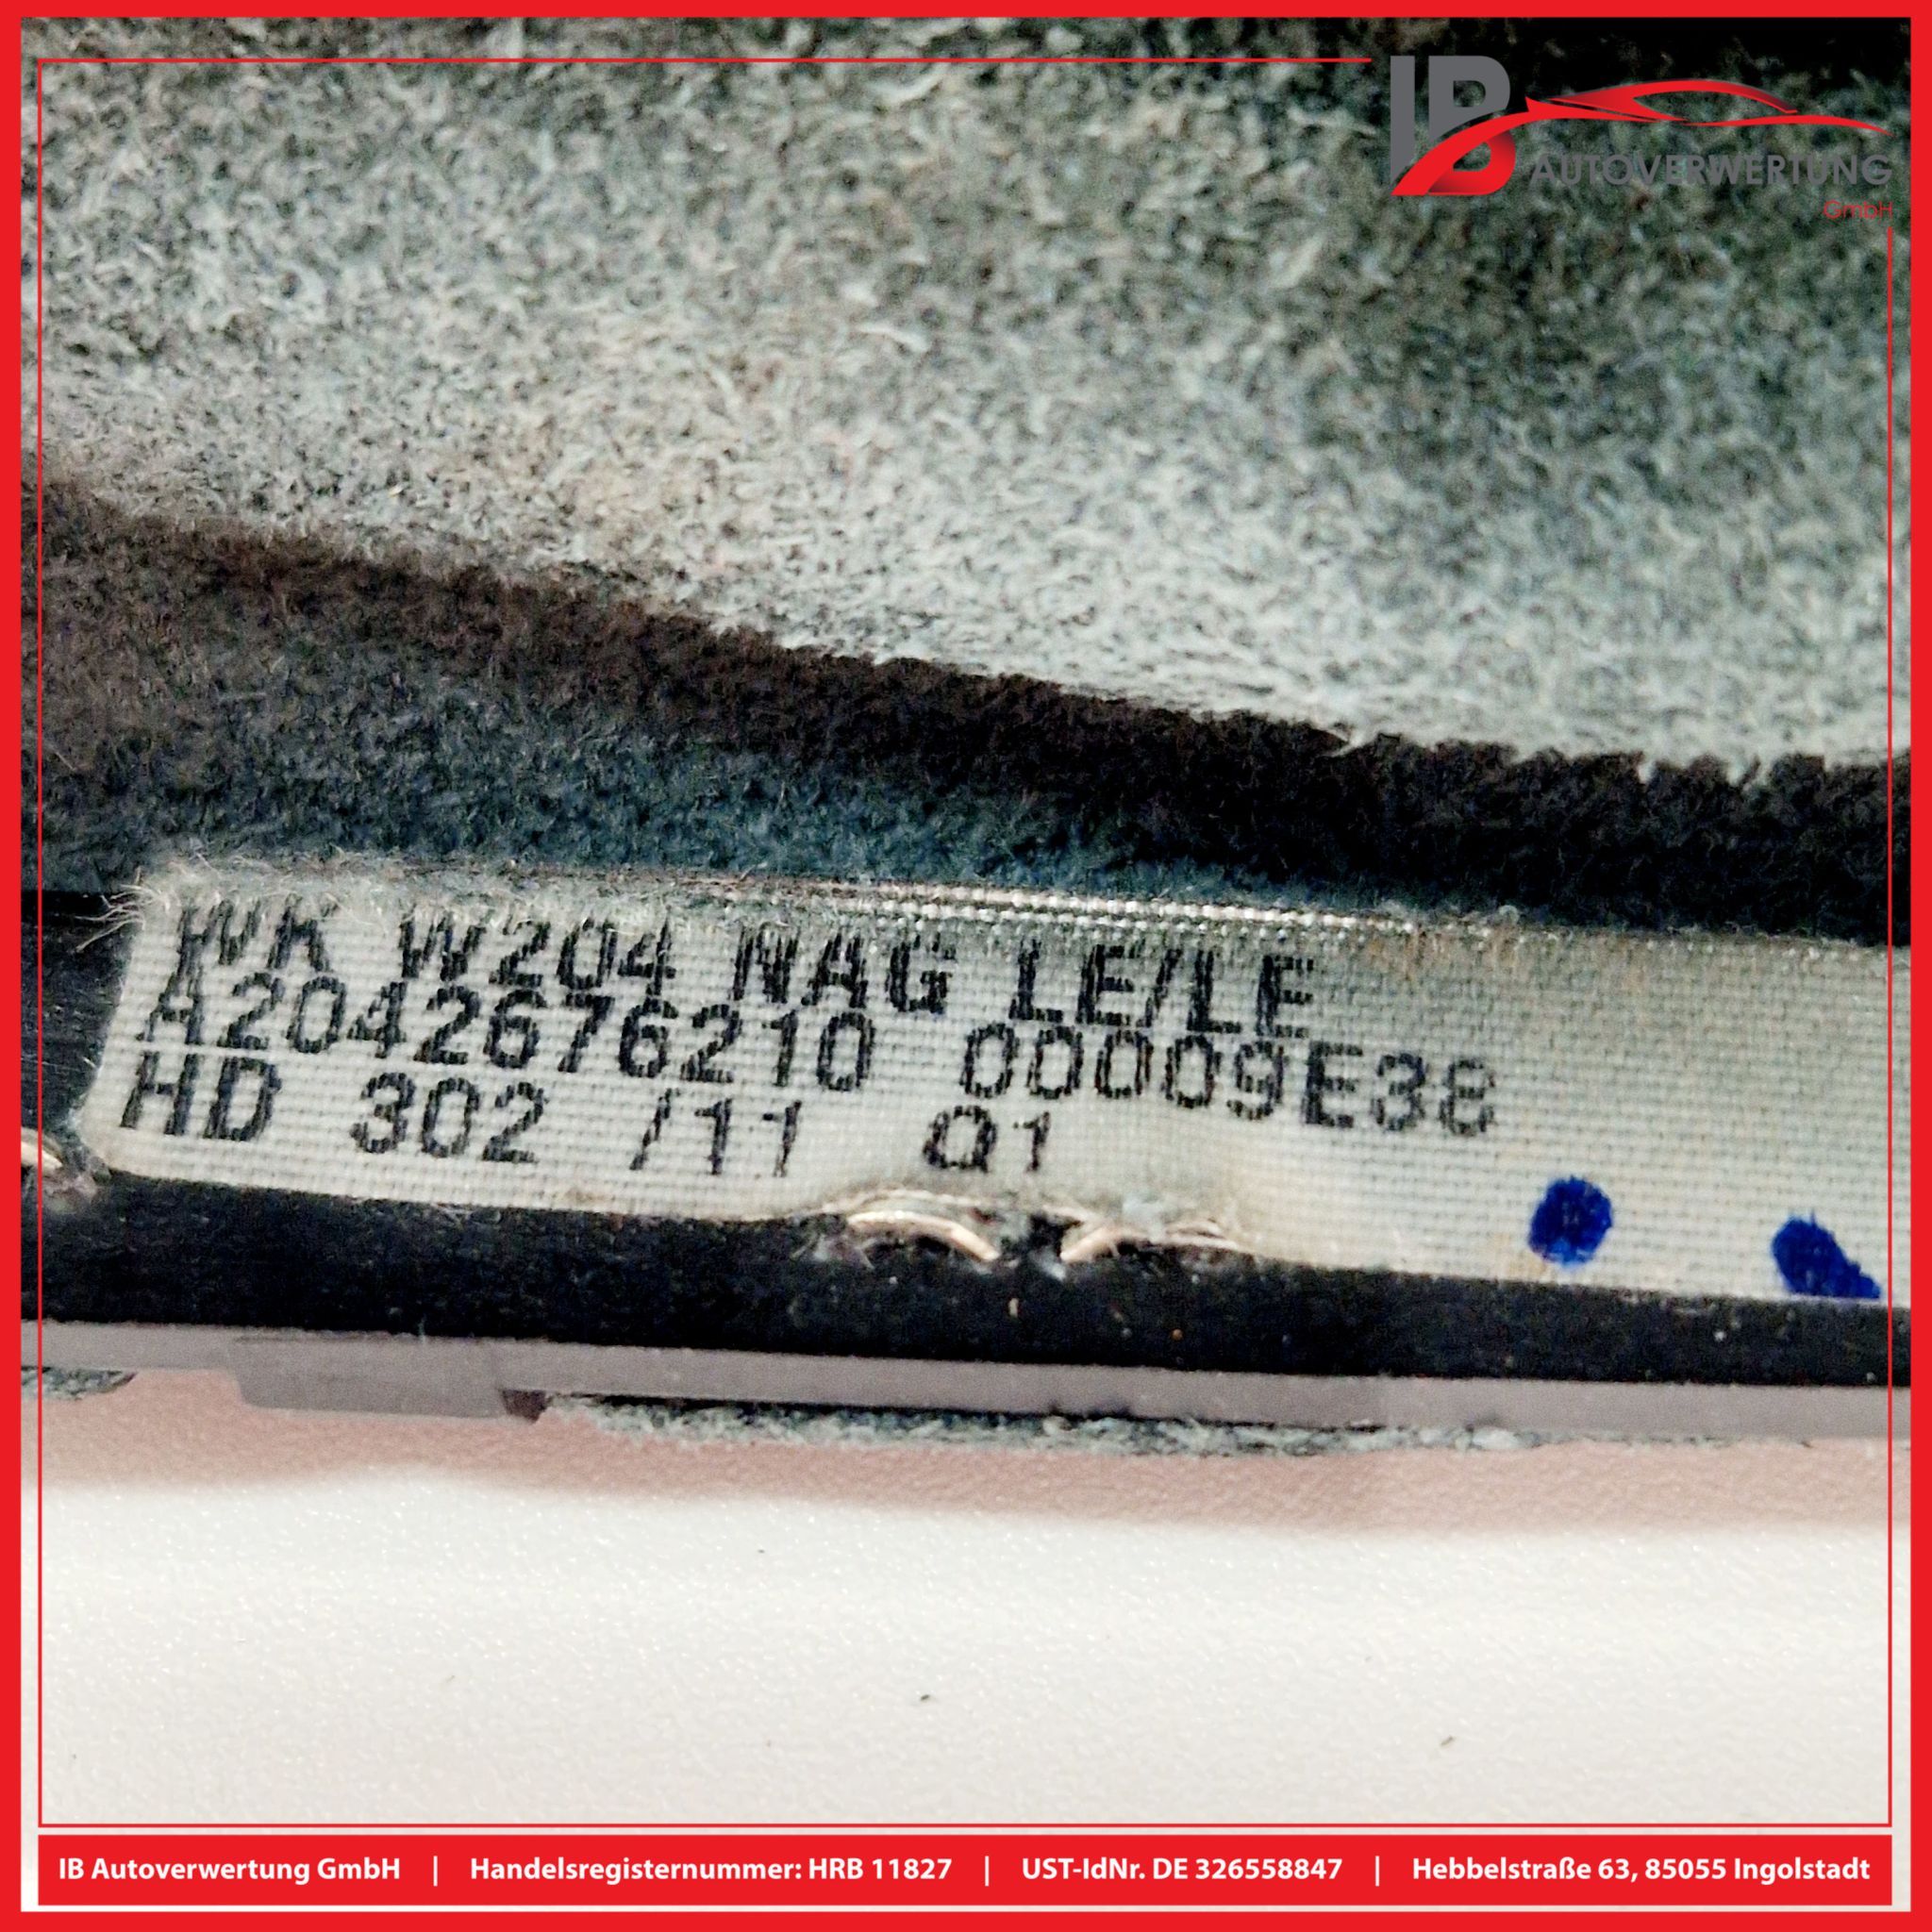 IB
AUTOVERWERTUNG
GmbH
WK W204 NAG LE/LE
A2042676210 00009E38
HD 302 /11 Q1
IB Autoverwertung GmbH | Handelsregisternummer: HRB 11827 | UST-IdNr. DE 326558847 | Hebbelstraße 63, 85055 Ingolstadt